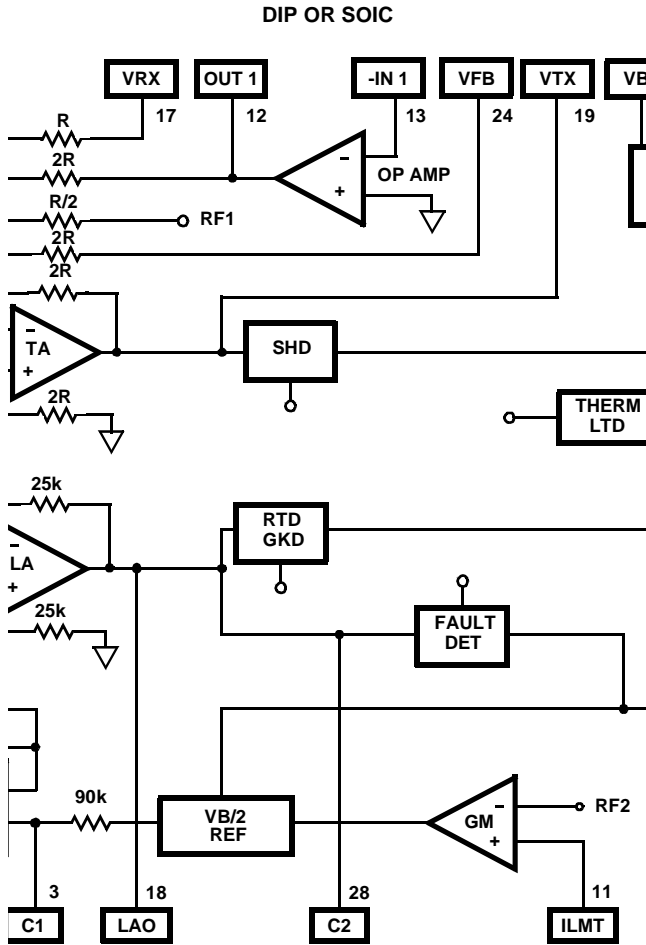 DIP OR SOIC
VRX
OUT 1
-IN 1
VFB
VTX
VB
17
12
13
24
19
R
2R
OP AMP
-
+
R/2
RF1
2R
2R
TA
-
+
SHD
2R
THERM
LTD
25k
RTD
GKD
LA
-
+
25k
FAULT
DET
90k
VB/2
REF
GM
-
+
RF2
3
18
28
11
C1
LAO
C2
ILMT